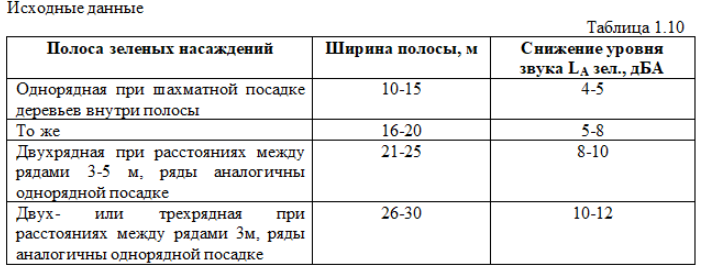 Исходные данные
Таблица 1.10
Полоса зеленых насаждений Ширина полосы, м Снижение уровня
звука LА зел., дБА
Однорядная при шахматной посадке 10-15 4-5
деревьев внутри полосы
То же 16-20 5-8
Двухрядная при расстояниях между 21-25 8-10
рядами 3-5 м, ряды аналогичны
однорядной посадке
Двух- или трехрядная при 26-30 10-12
расстояниях между рядами 3м, ряды
аналогичны однорядной посадке